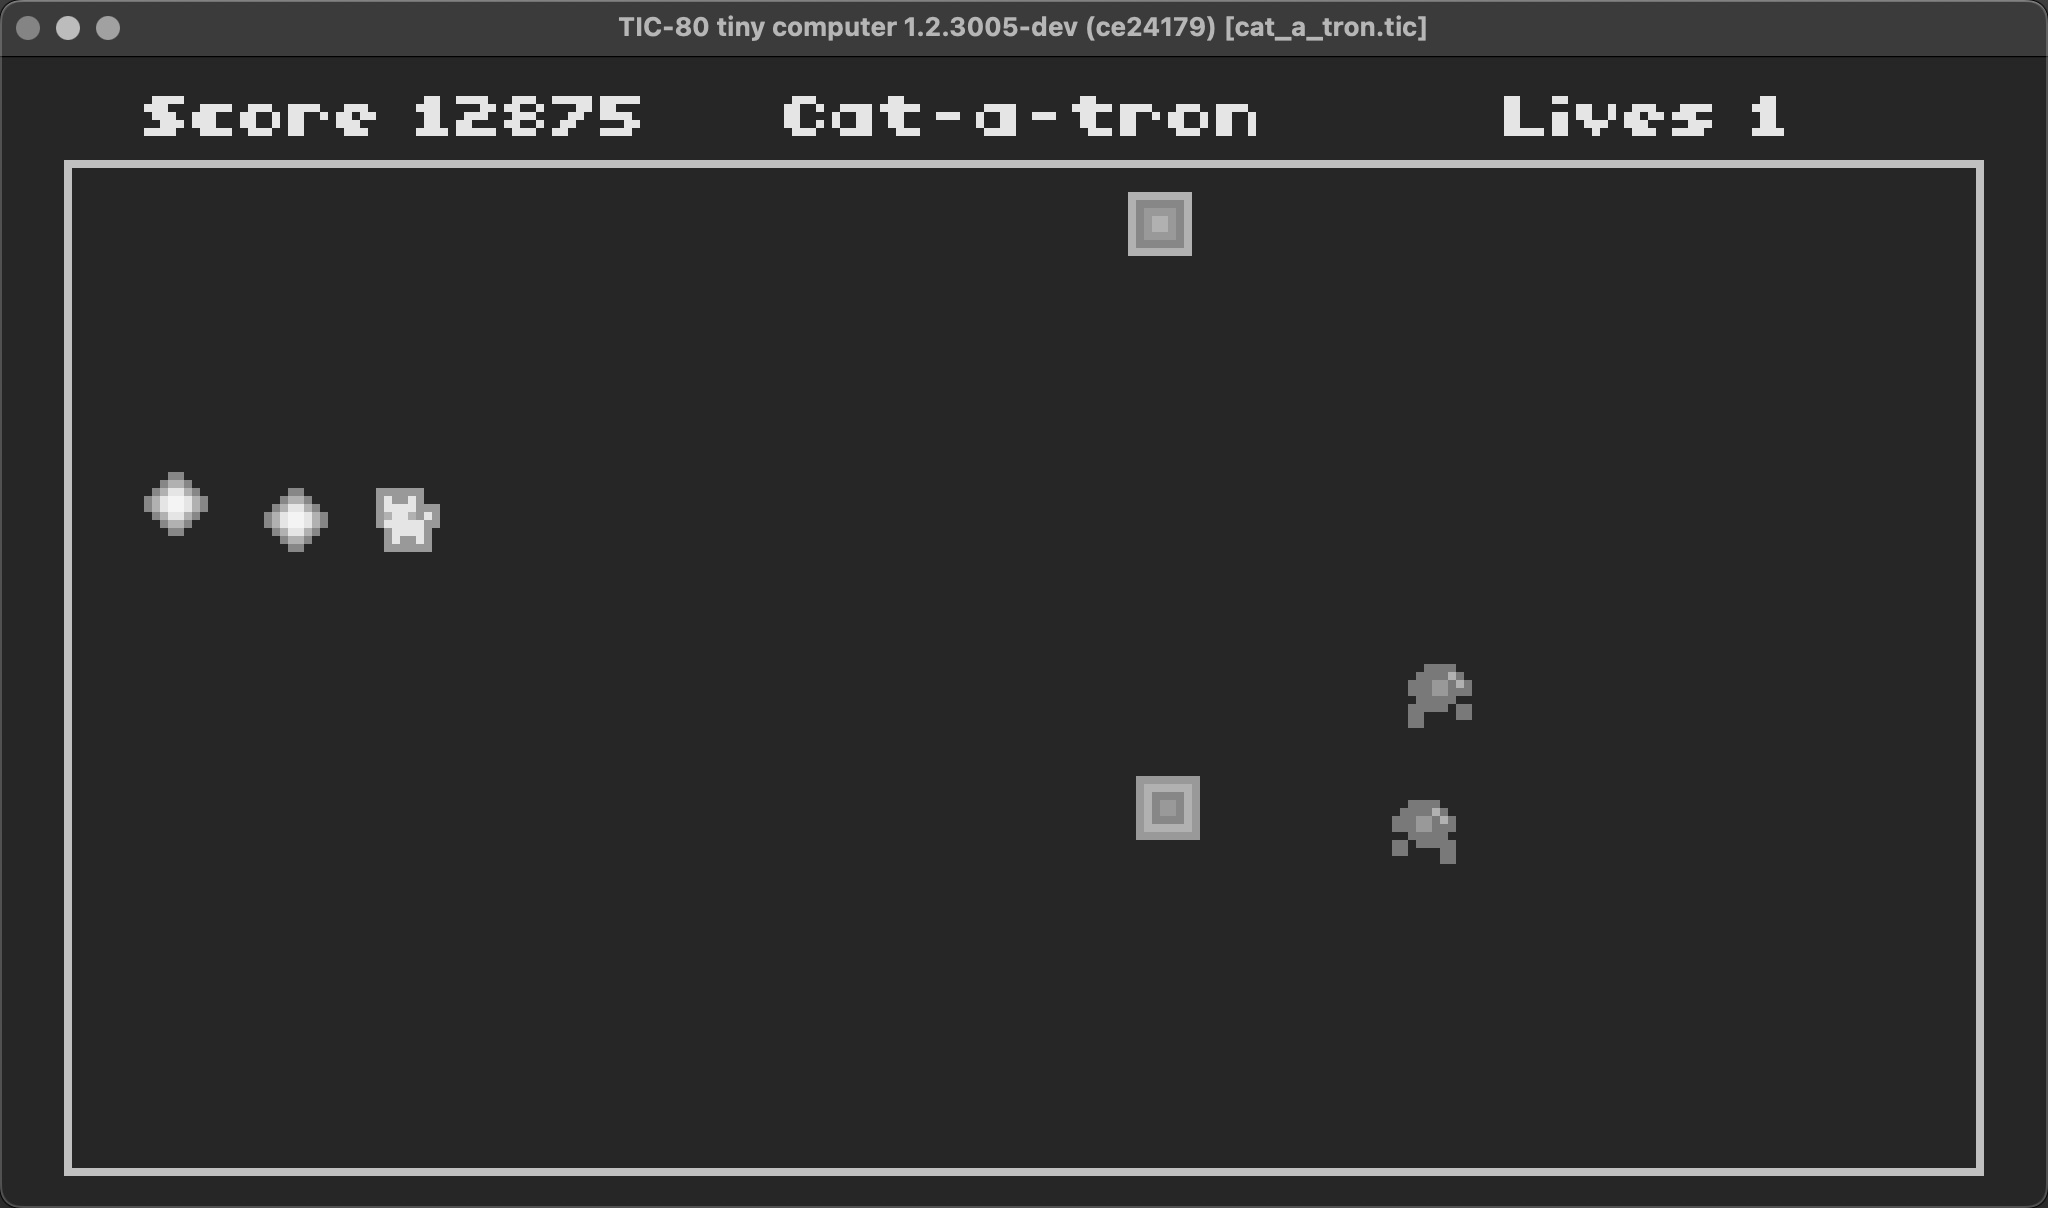 TIC-80 tiny computer 1.2.3005-dev (ce24179) [cat_a_tron.tic]
Score 12875 Cat-a-tron Lives 1